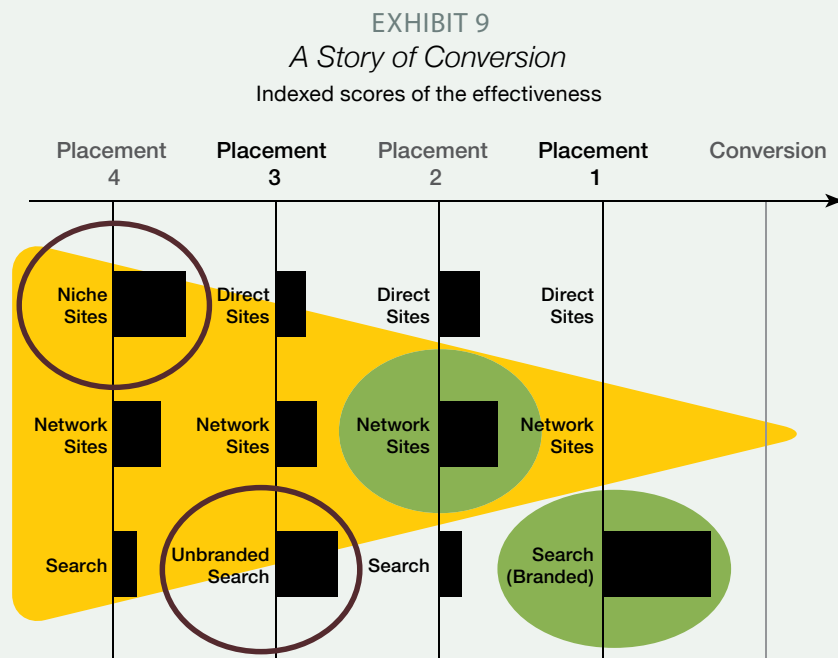 EXHIBIT 9
A Story of Conversion
Indexed scores of the effectiveness
Placement
4
Placement
3
Placement
2
Placement
1
Conversion
Niche
Sites
Direct
Sites
Direct
Sites
Direct
Sites
Network
Sites
Network
Sites
Network
Sites
Network
Sites
Search
Unbranded
Search
Search
Search
(Branded)